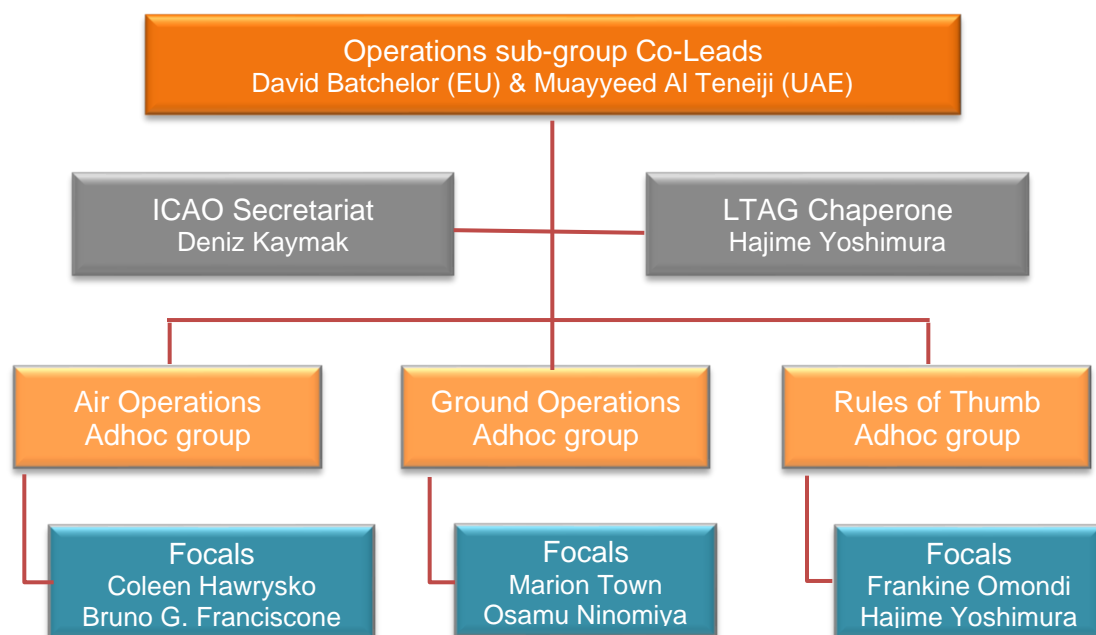 Operations sub-group Co-Leads
David Batchelor (EU) & Muayyeed Al Teneiji (UAE)
ICAO Secretariat
Deniz Kaymak
LTAG Chaperone
Hajime Yoshimura
Air Operations
Adhoc group
Ground Operations
Adhoc group
Rules of Thumb
Adhoc group
Focals
Coleen Hawrysko
Bruno G. Franciscone
Focals
Marion Town
Osamu Ninomiya
Focals
Frankine Omondi
Hajime Yoshimura